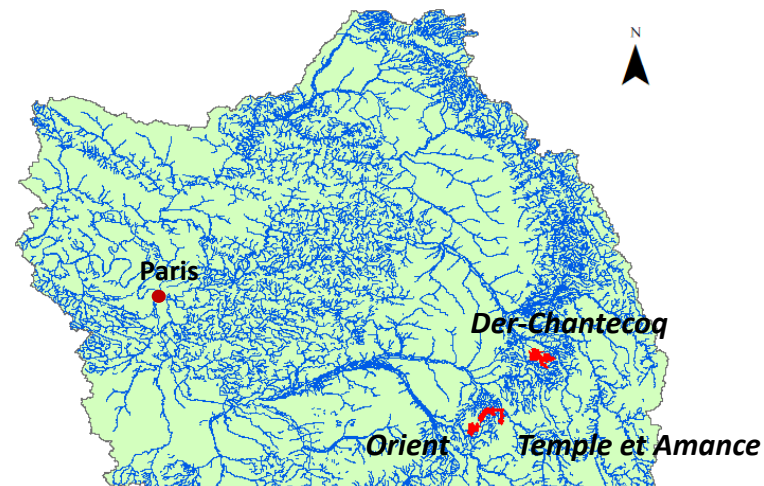 N
Paris
Der-Chantecoq
Orient
Temple et Amance